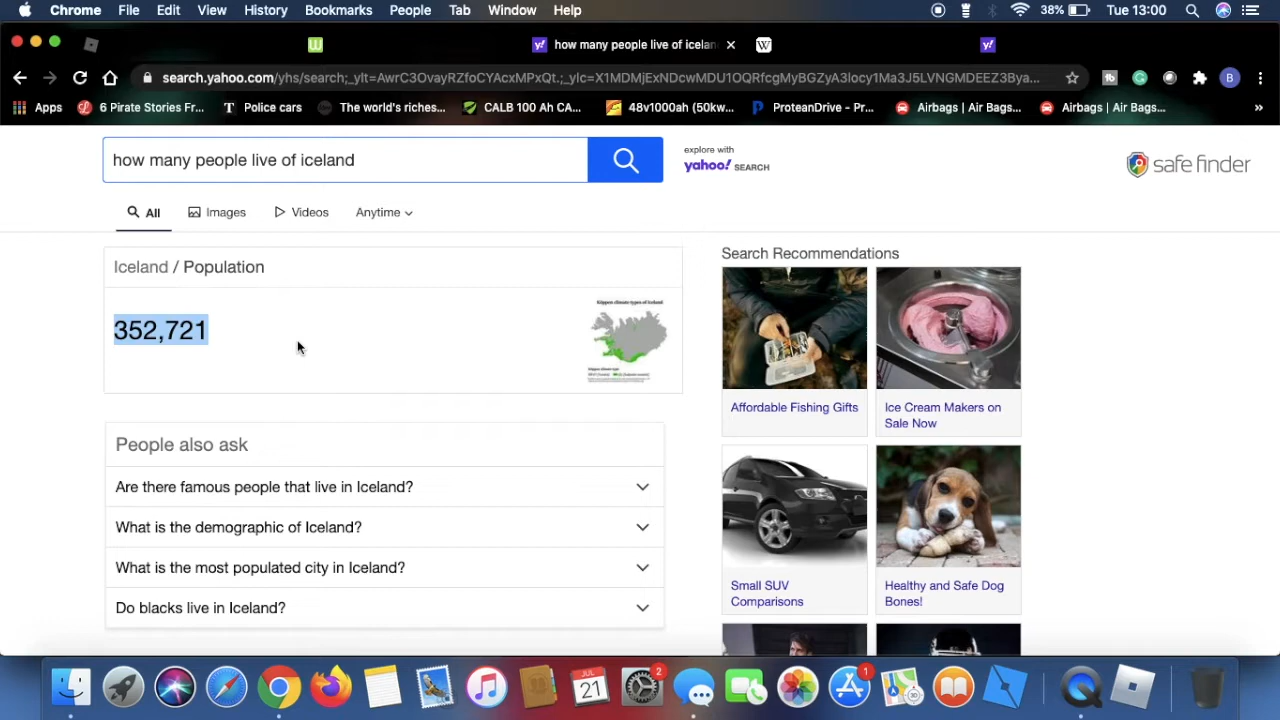 Chrome File Edit View History Bookmarks People Tab Window Help 38% Tue 13:00
how many people live of icelan
search.yahoo.com/yhs/search;_ylt=AwrC3OvayRZfoCYAcxMPxQt.;_ylc=X1MDMjExNDcwMDU1OQRfcgMyBGZyA3locy1Ma3J5LVNGMDEEZ3Bya...
Apps 6 Pirate Stories Fr... Police cars The world's riches... CALB 100 Ah CA... 48v1000ah (50kw... ProteanDrive - Pr... Airbags | Air Bags... Airbags | Air Bags... »
how many people live of iceland
explore with
yahoo! SEARCH
safe finder
All Images Videos Anytime
Iceland / Population
352,721
People also ask
Are there famous people that live in Iceland?
What is the demographic of Iceland?
What is the most populated city in Iceland?
Do blacks live in Iceland?
Search Recommendations
Affordable Fishing Gifts
Ice Cream Makers on
Sale Now
Small SUV
Comparisons
Healthy and Safe Dog
Bones!
2
JUL
21
1